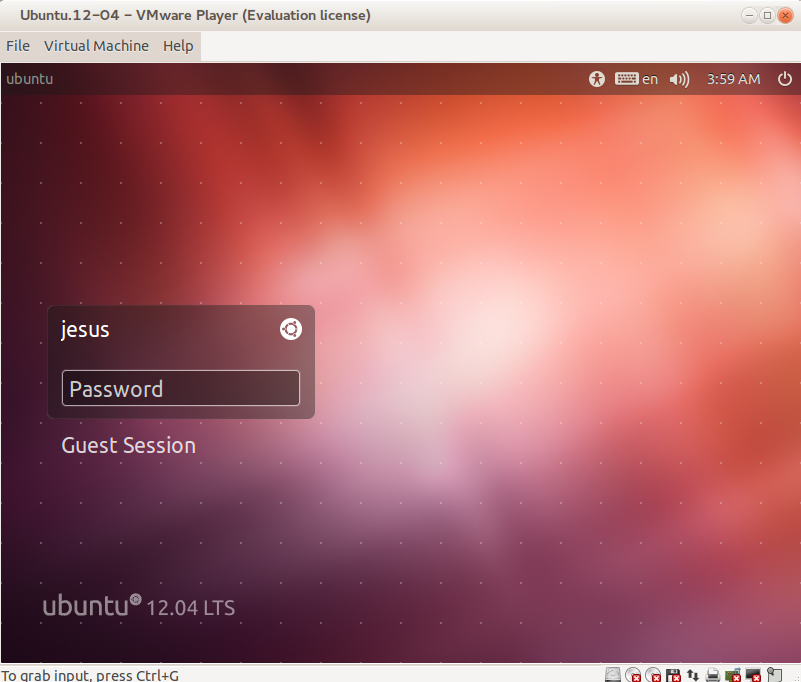 Ubuntu.12-04 - VMware Player (Evaluation license)
File Virtual Machine Help
ubuntu en 3:59 AM
jesus
Password
Guest Session
ubuntu 12.04 LTS
To grab input, press Ctrl+G